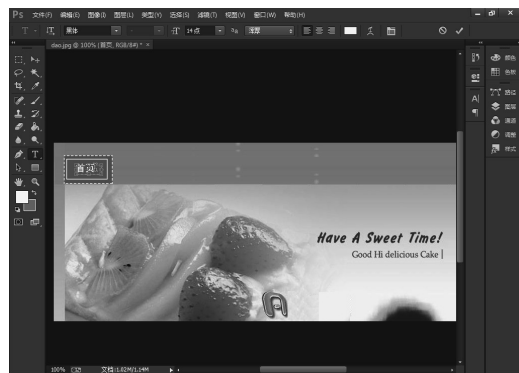 Ps 文件(F) 编辑(E) 图像(I) 图层(L) 类型(Y) 选择(S) 滤镜(T) 视图(V) 窗口(W) 帮助(H)
T 黑体 14点 aa 浑厚
dao.jpg @ 100% (首页, RGB/8#) * ×
颜色
色板
路径
图层
通道
调整
样式
首页
Have A Sweet Time!
Good Hi delicious Cake
100% 文档:1.02M/1.14M